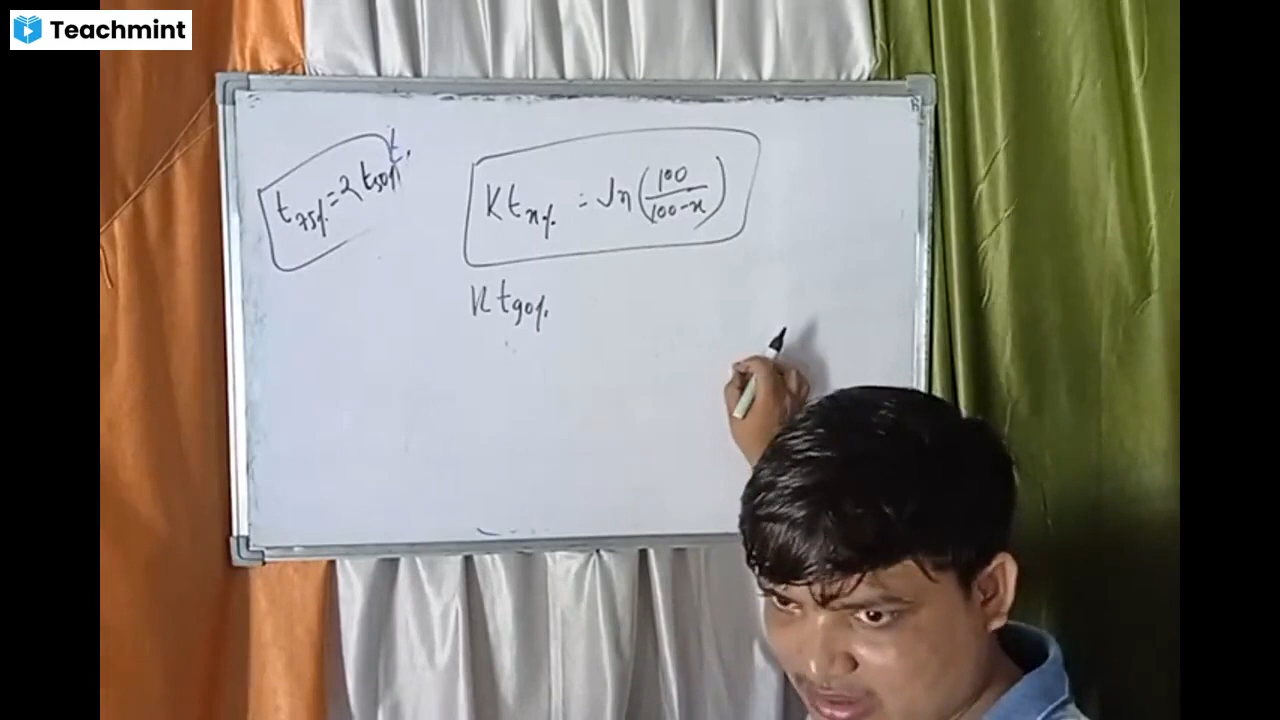 Teachmint
t75% = 2 t50%
K t x% = ln(100/100-x)
K t90%